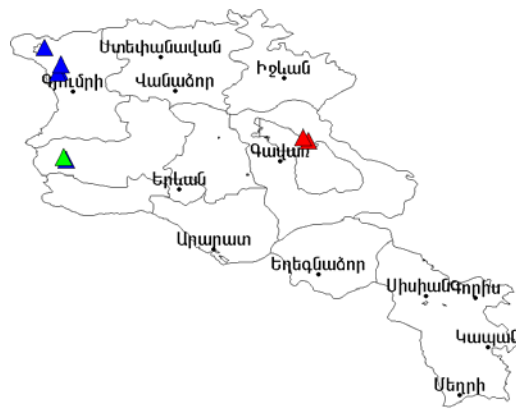 Ստեփանավան
Իջևան
Գյումրի
Վանաձոր
Գավառ
Երևան
Արարատ
Եղեգնաձոր
Սիսիան
Գորիս
Կապան
Մեղրի